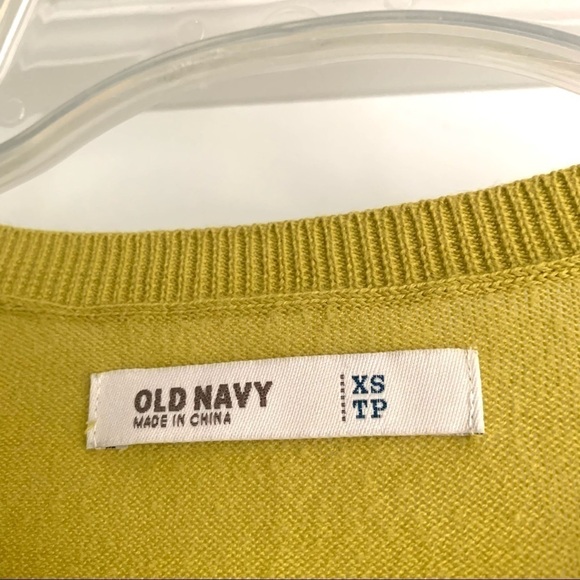 OLD NAVY
MADE IN CHINA
XS
TP